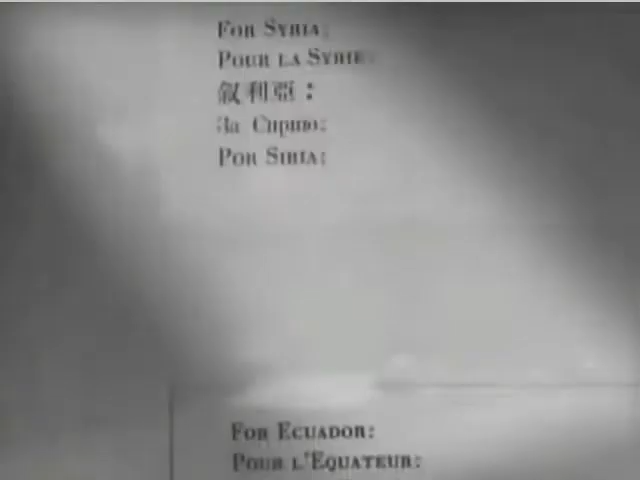 FOR SYRIA:
POUR LA SYRIE:
敘利亞：
За Сирию:
POR SIRIA:
FOR ECUADOR:
POUR L'EQUATEUR: